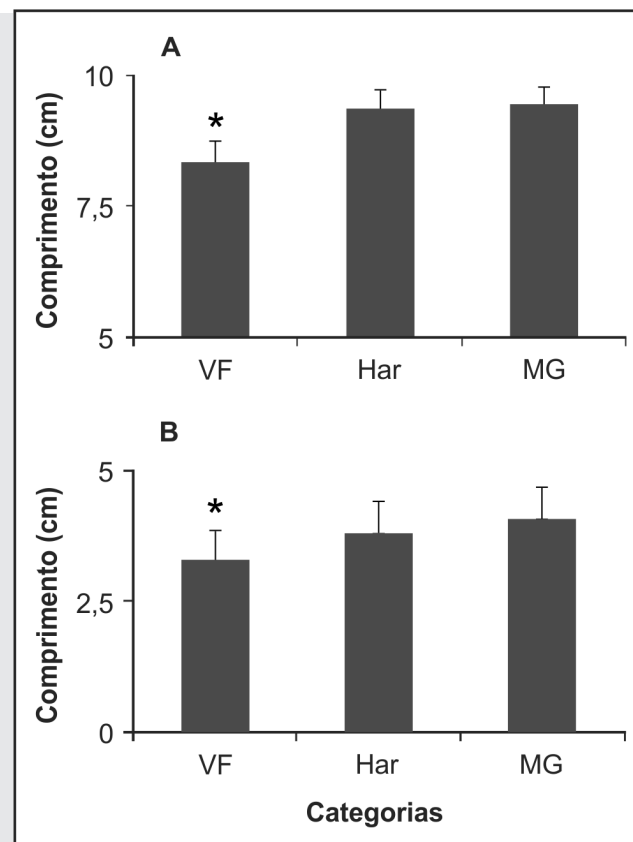 A
Comprimento (cm)
10
7,5
5
*
VF
Har
MG
B
Comprimento (cm)
5
2,5
0
*
VF
Har
MG
Categorias